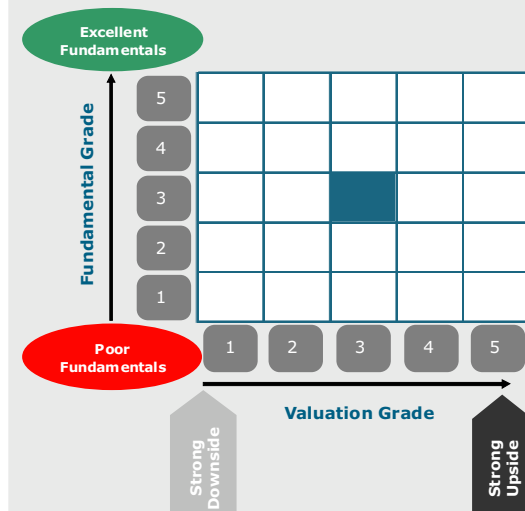 Excellent
Fundamentals
Fundamental Grade
5
4
3
2
1
Poor
Fundamentals
1
2
3
4
5
Valuation Grade
Strong
Downside
Strong
Upside